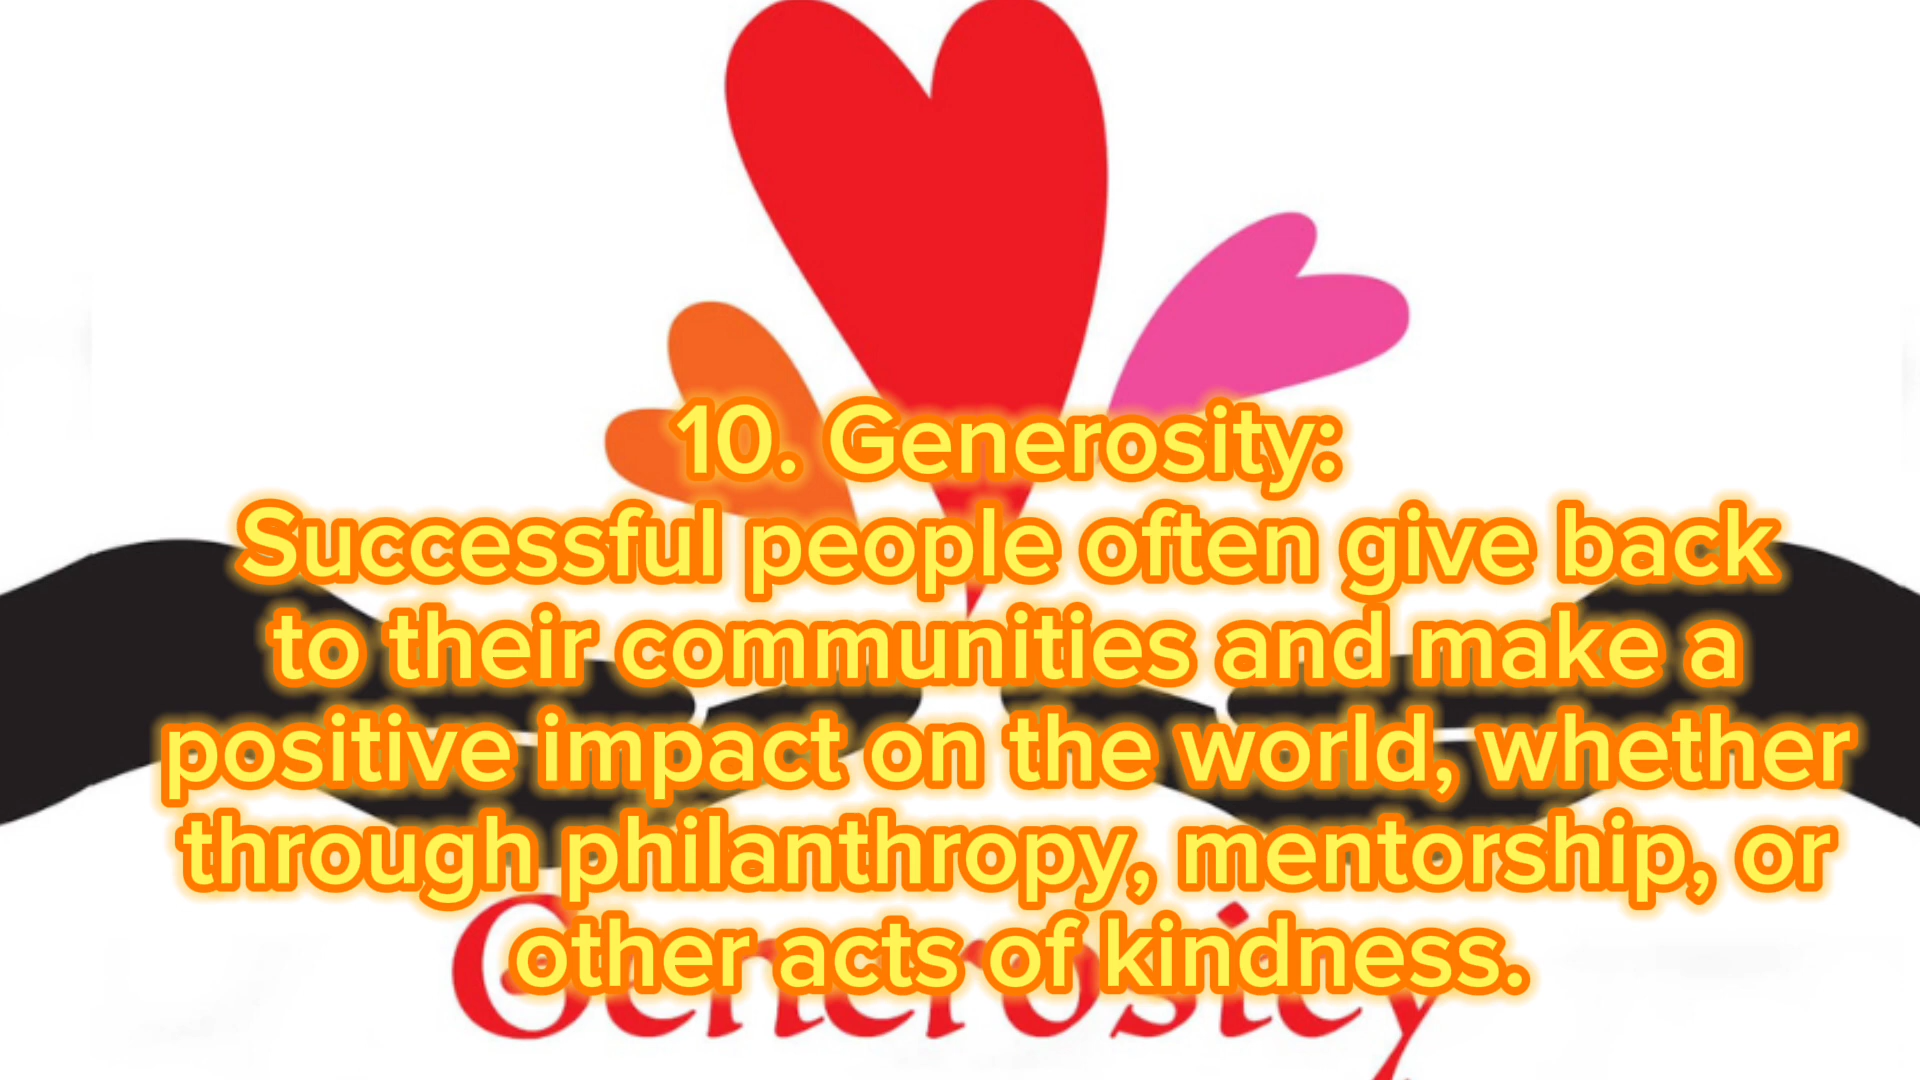 10. Generosity:
Successful people often give back
to their communities and make a
positive impact on the world, whether
through philanthropy, mentorship, or
other acts of kindness.
Generosity